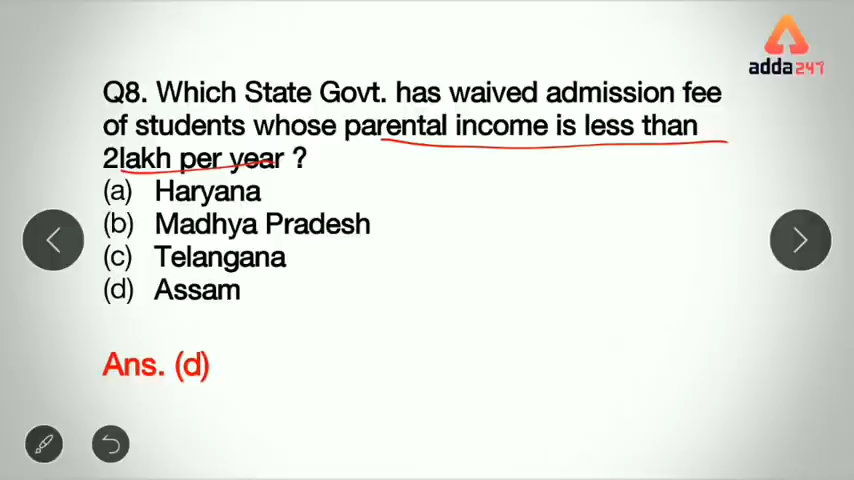 adda247
Q8. Which State Govt. has waived admission fee
of students whose parental income is less than
2lakh per year ?
(a) Haryana
(b) Madhya Pradesh
(c) Telangana
(d) Assam
Ans. (d)